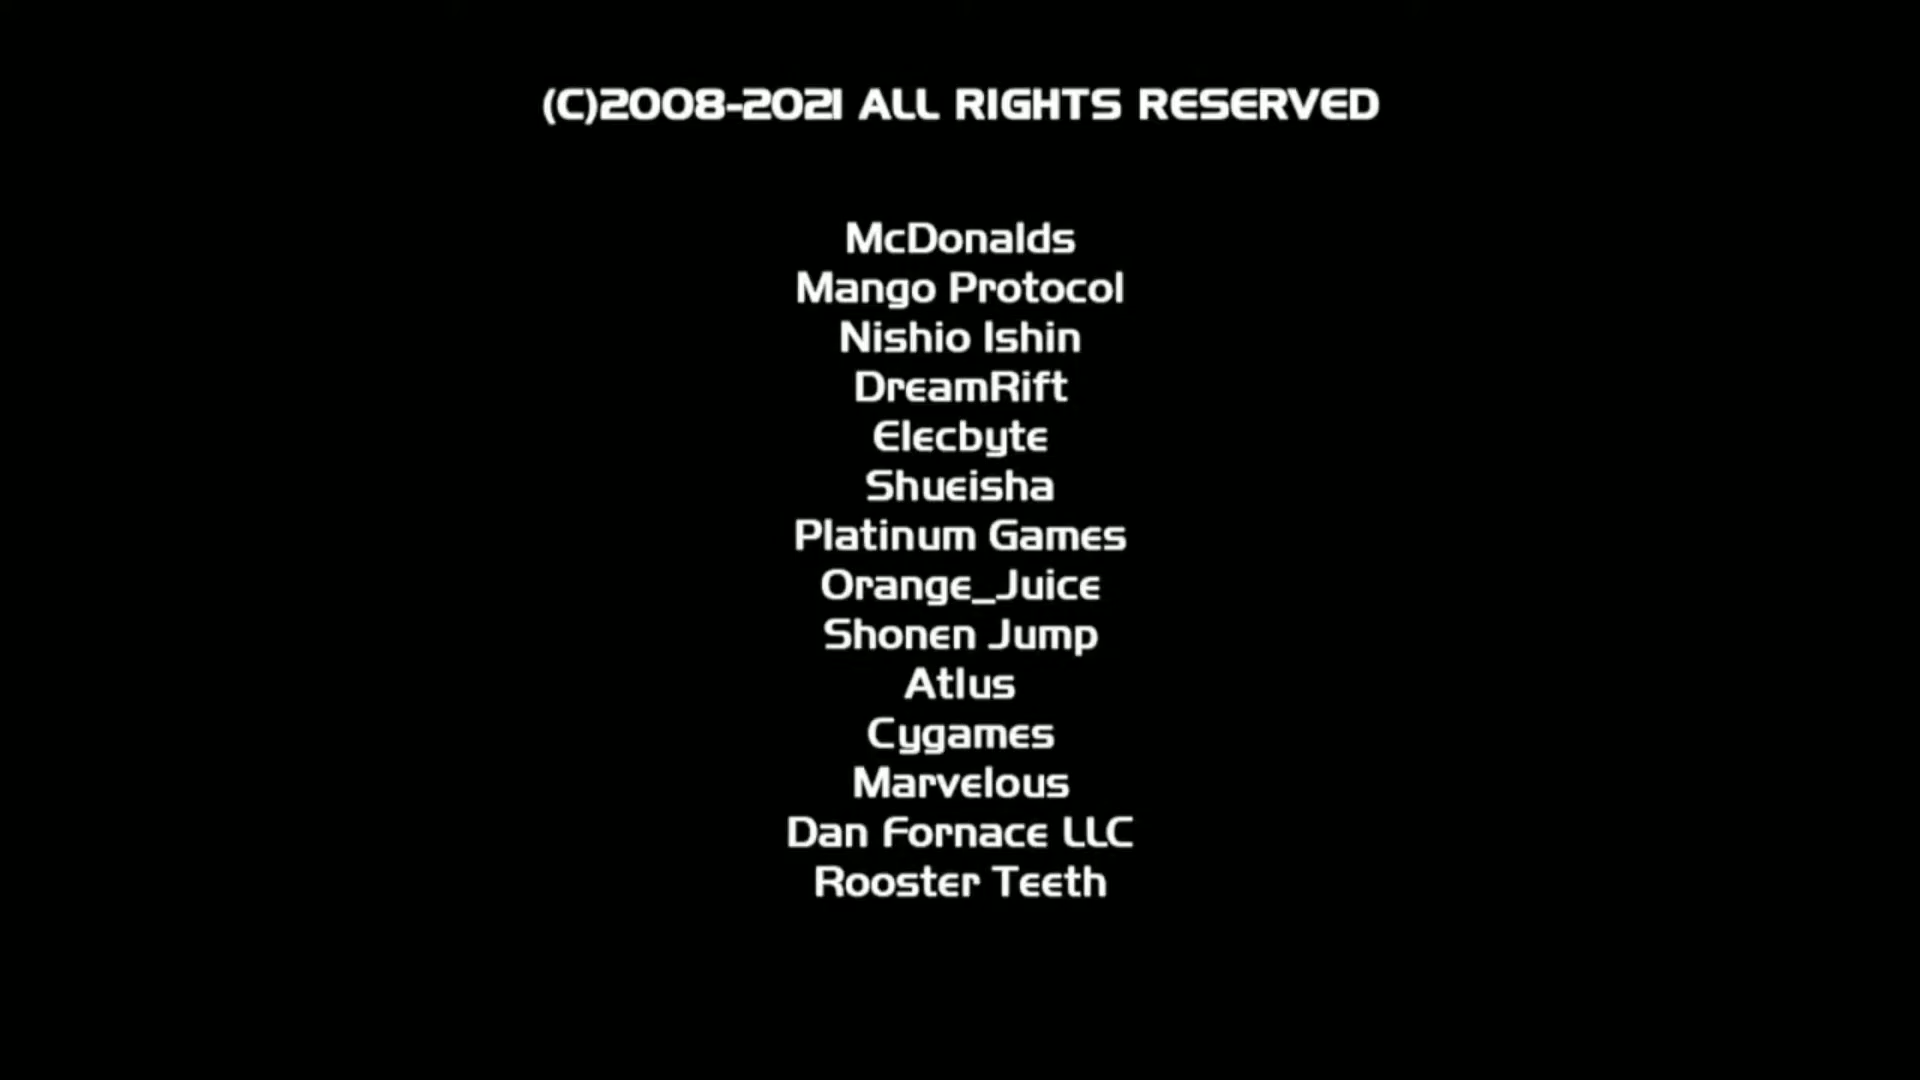 (C)2008-2021 ALL RIGHTS RESERVED
McDonalds
Mango Protocol
Nishio Ishin
DreamRift
Elecbyte
Shueisha
Platinum Games
Orange_Juice
Shonen Jump
Atlus
Cygames
Marvelous
Dan Fornace LLC
Rooster Teeth